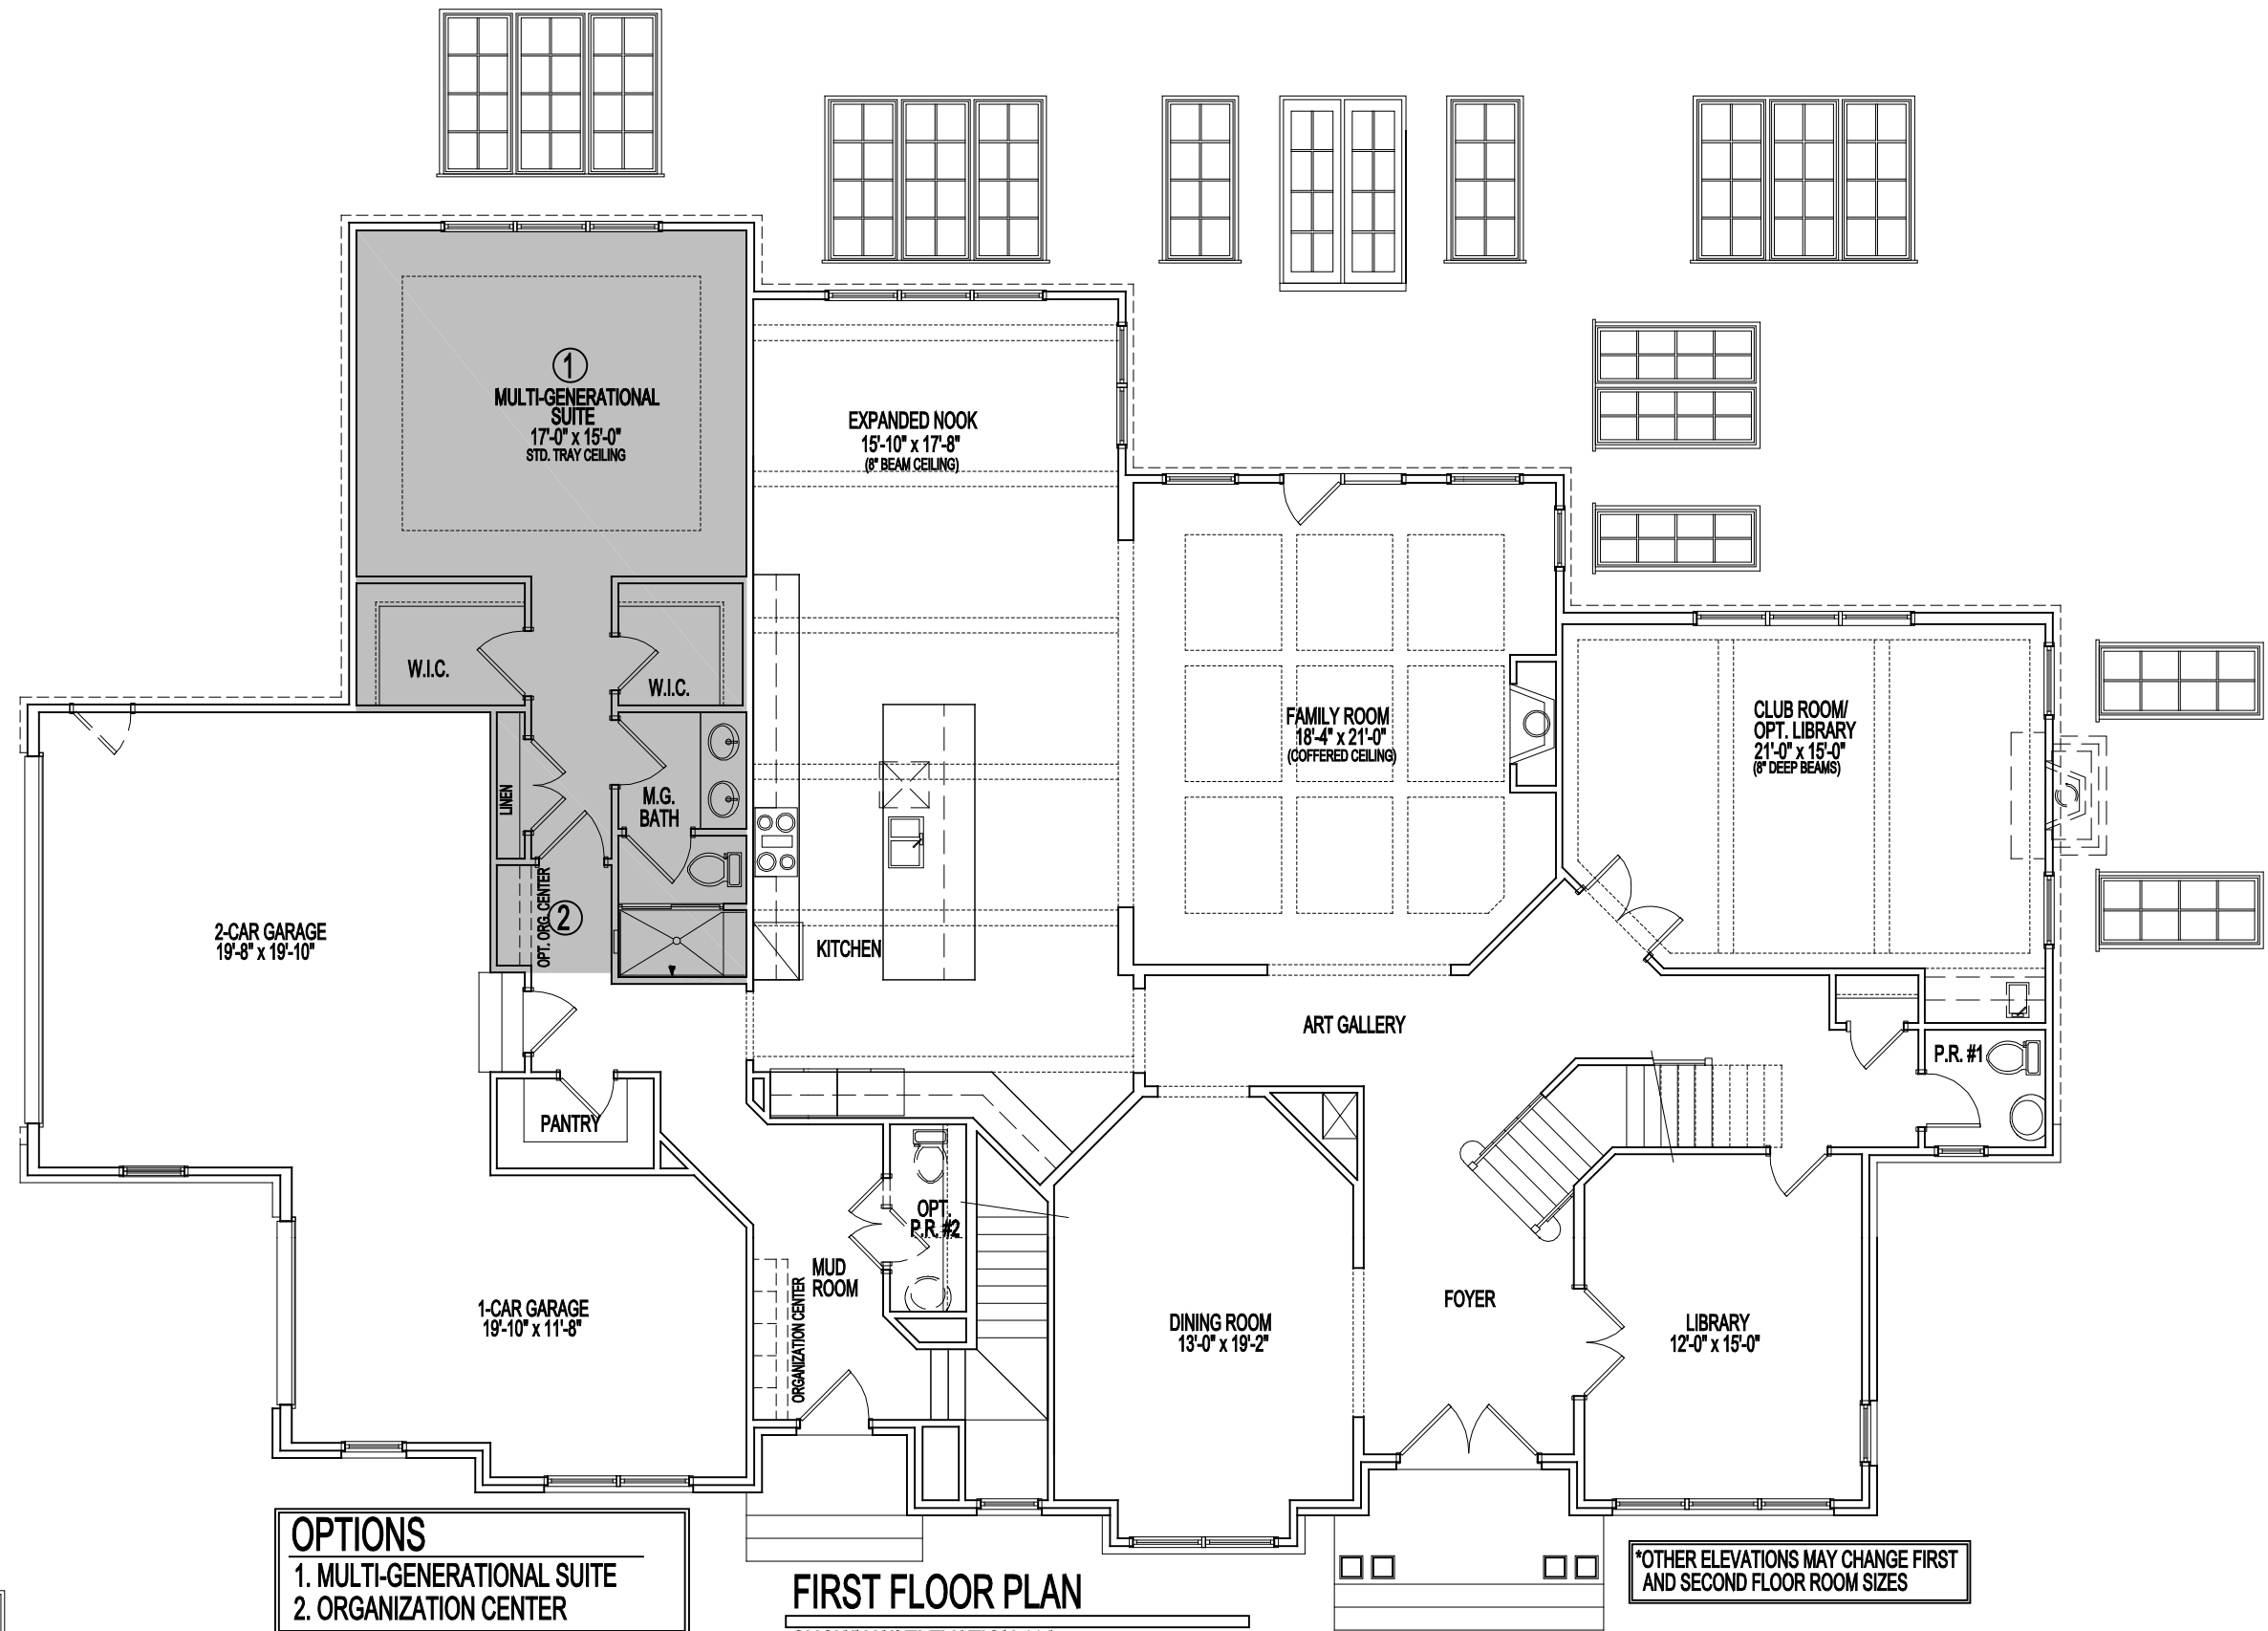 1
MULTI-GENERATIONAL
SUITE
17'-0" x 15'-0"
STD. TRAY CEILING
EXPANDED NOOK
15'-10" x 17'-8"
(8" BEAM CEILING)
W.I.C.
W.I.C.
FAMILY ROOM
18'-4" x 21'-0"
(COFFERED CEILING)
CLUB ROOM/
OPT. LIBRARY
21'-0" x 15'-0"
(8" DEEP BEAMS)
LINEN
M.G.
BATH
OPT. ORG. CENTER
2
2-CAR GARAGE
19'-8" x 19'-10"
KITCHEN
ART GALLERY
P.R. #1
PANTRY
OPT.
P.R. #2
MUD
ROOM
ORGANIZATION CENTER
1-CAR GARAGE
19'-10" x 11'-8"
DINING ROOM
13'-0" x 19'-2"
FOYER
LIBRARY
12'-0" x 15'-0"
OPTIONS
1. MULTI-GENERATIONAL SUITE
2. ORGANIZATION CENTER
FIRST FLOOR PLAN
*OTHER ELEVATIONS MAY CHANGE FIRST
AND SECOND FLOOR ROOM SIZES